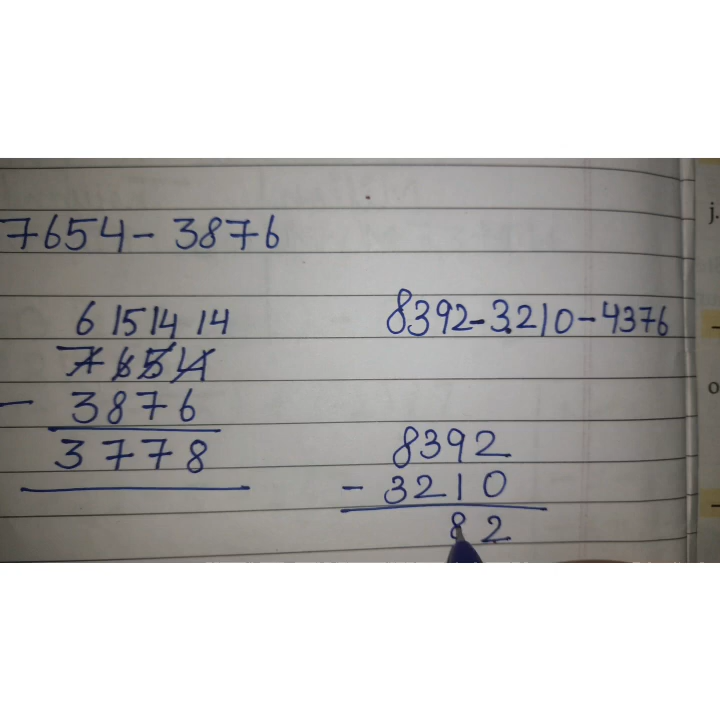 7654 - 3876
6 15 14 14
7654
- 3876
3778
8392 - 3210 - 4376
8392
- 3210
82
j.
o